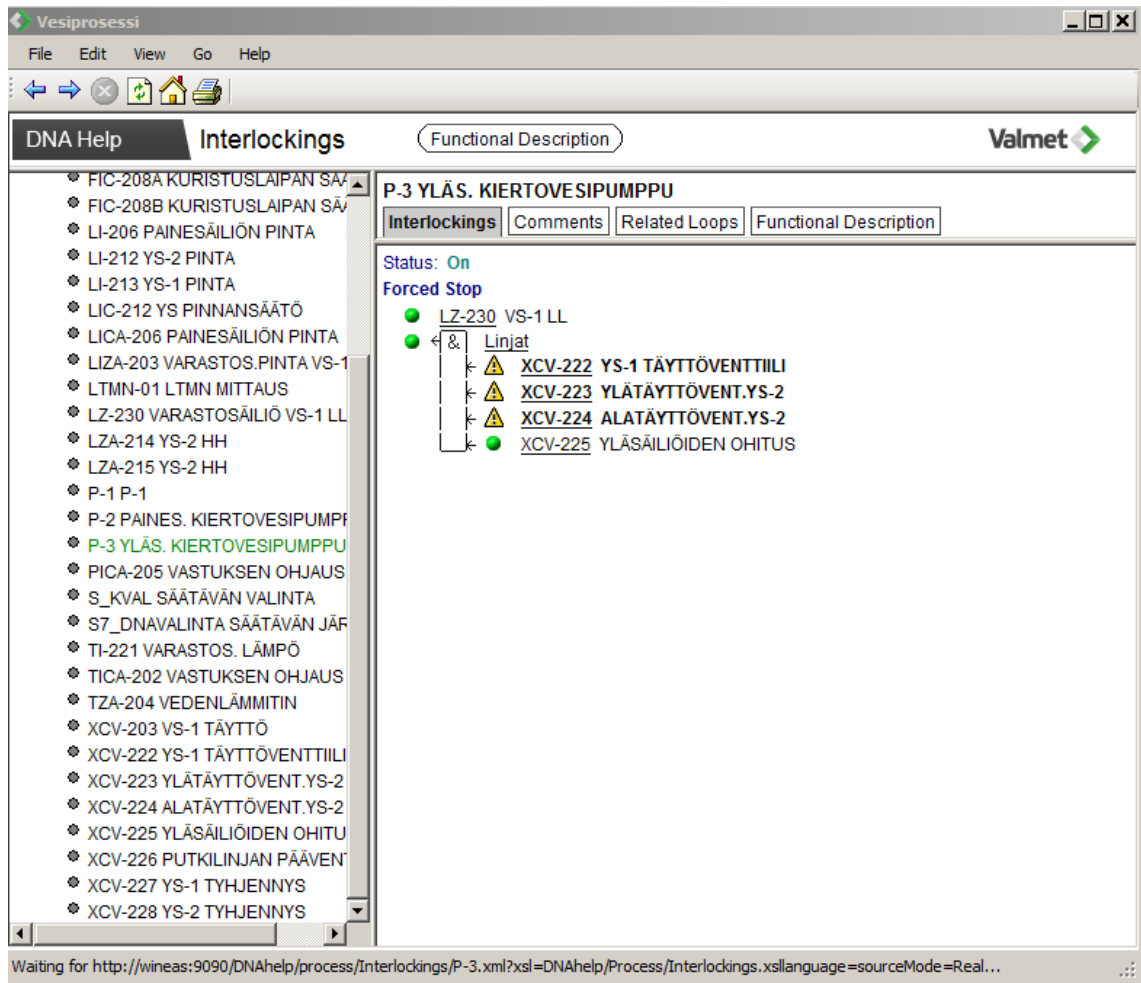 Vesiprosessi
File Edit View Go Help
DNA Help Interlockings Functional Description Valmet
FIC-208A KURISTUSLAIPAN SÄÄ
FIC-208B KURISTUSLAIPAN SÄÄ
LI-206 PAINESÄILIÖN PINTA
LI-212 YS-2 PINTA
LI-213 YS-1 PINTA
LIC-212 YS PINNANSÄÄTÖ
LICA-206 PAINESÄILIÖN PINTA
LIZA-203 VARASTOS.PINTA VS-1
LTMN-01 LTMN MITTAUS
LZ-230 VARASTOSÄILIÖ VS-1 LL
LZA-214 YS-2 HH
LZA-215 YS-2 HH
P-1 P-1
P-2 PAINES. KIERTOVESIPUMPP
P-3 YLÄS. KIERTOVESIPUMPPU
PICA-205 VASTUKSEN OHJAUS
S_KVAL SÄÄTÄVÄN VALINTA
S7_DNAVALINTA SÄÄTÄVÄN JÄR
TI-221 VARASTOS. LÄMPÖ
TICA-202 VASTUKSEN OHJAUS
TZA-204 VEDENLÄMMITIN
XCV-203 VS-1 TÄYTTÖ
XCV-222 YS-1 TÄYTTÖVENTTIILI
XCV-223 YLÄTÄYTTÖVENT.YS-2
XCV-224 ALATÄYTTÖVENT.YS-2
XCV-225 YLÄSÄILIÖIDEN OHITU
XCV-226 PUTKILINJAN PÄÄVENT
XCV-227 YS-1 TYHJENNYS
XCV-228 YS-2 TYHJENNYS
P-3 YLÄS. KIERTOVESIPUMPPU
Interlockings Comments Related Loops Functional Description
Status: On
Forced Stop
LZ-230 VS-1 LL
& Linjat
XCV-222 YS-1 TÄYTTÖVENTTIILI
XCV-223 YLÄTÄYTTÖVENT.YS-2
XCV-224 ALATÄYTTÖVENT.YS-2
XCV-225 YLÄSÄILIÖIDEN OHITUS
Waiting for http://wineas:9090/DNAhelp/process/Interlockings/P-3.xml?xsl=DNAhelp/Process/Interlockings.xsllanguage=sourceMode=Real...